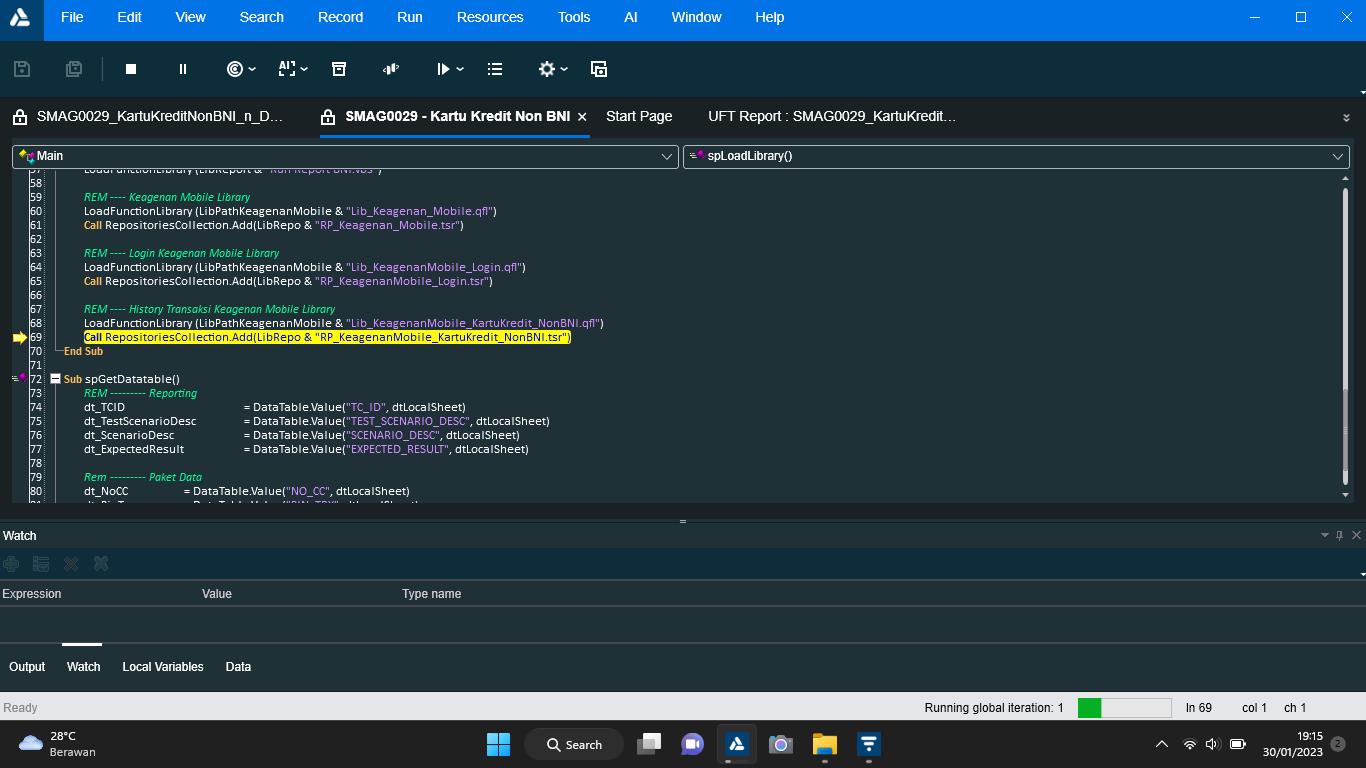 File Edit View Search Record Run Resources Tools AI Window Help
SMAG0029_KartuKreditNonBNI_n_D... SMAG0029 - Kartu Kredit Non BNI Start Page UFT Report : SMAG0029_KartuKredit...
Main spLoadLibrary()
57 LoadFunctionLibrary (LibReport & "Run Report BNI.vbs")
58
59 REM ---- Keagenan Mobile Library
60 LoadFunctionLibrary (LibPathKeagenanMobile & "Lib_Keagenan_Mobile.qfl")
61 Call RepositoriesCollection.Add(LibRepo & "RP_Keagenan_Mobile.tsr")
62
63 REM ---- Login Keagenan Mobile Library
64 LoadFunctionLibrary (LibPathKeagenanMobile & "Lib_KeagenanMobile_Login.qfl")
65 Call RepositoriesCollection.Add(LibRepo & "RP_KeagenanMobile_Login.tsr")
66
67 REM ---- History Transaksi Keagenan Mobile Library
68 LoadFunctionLibrary (LibPathKeagenanMobile & "Lib_KeagenanMobile_KartuKredit_NonBNI.qfl")
69 Call RepositoriesCollection.Add(LibRepo & "RP_KeagenanMobile_KartuKredit_NonBNI.tsr")
70 End Sub
71
72 Sub spGetDatatable()
73 REM --------- Reporting
74 dt_TCID = DataTable.Value("TC_ID", dtLocalSheet)
75 dt_TestScenarioDesc = DataTable.Value("TEST_SCENARIO_DESC", dtLocalSheet)
76 dt_ScenarioDesc = DataTable.Value("SCENARIO_DESC", dtLocalSheet)
77 dt_ExpectedResult = DataTable.Value("EXPECTED_RESULT", dtLocalSheet)
78
79 Rem --------- Paket Data
80 dt_NoCC = DataTable.Value("NO_CC", dtLocalSheet)
Watch
Expression Value Type name
Output Watch Local Variables Data
Ready Running global iteration: 1 ln 69 col 1 ch 1
28°C
Berawan
Search
19:15
30/01/2023
2